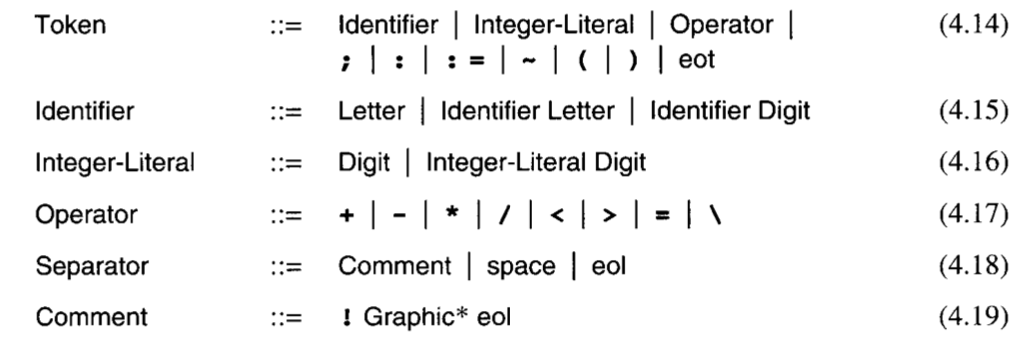 Token ::= Identifier | Integer-Literal | Operator | (4.14)
; | : | := | ~ | ( | ) | eot
Identifier ::= Letter | Identifier Letter | Identifier Digit (4.15)
Integer-Literal ::= Digit | Integer-Literal Digit (4.16)
Operator ::= + | - | * | / | < | > | = | \ (4.17)
Separator ::= Comment | space | eol (4.18)
Comment ::= ! Graphic* eol (4.19)